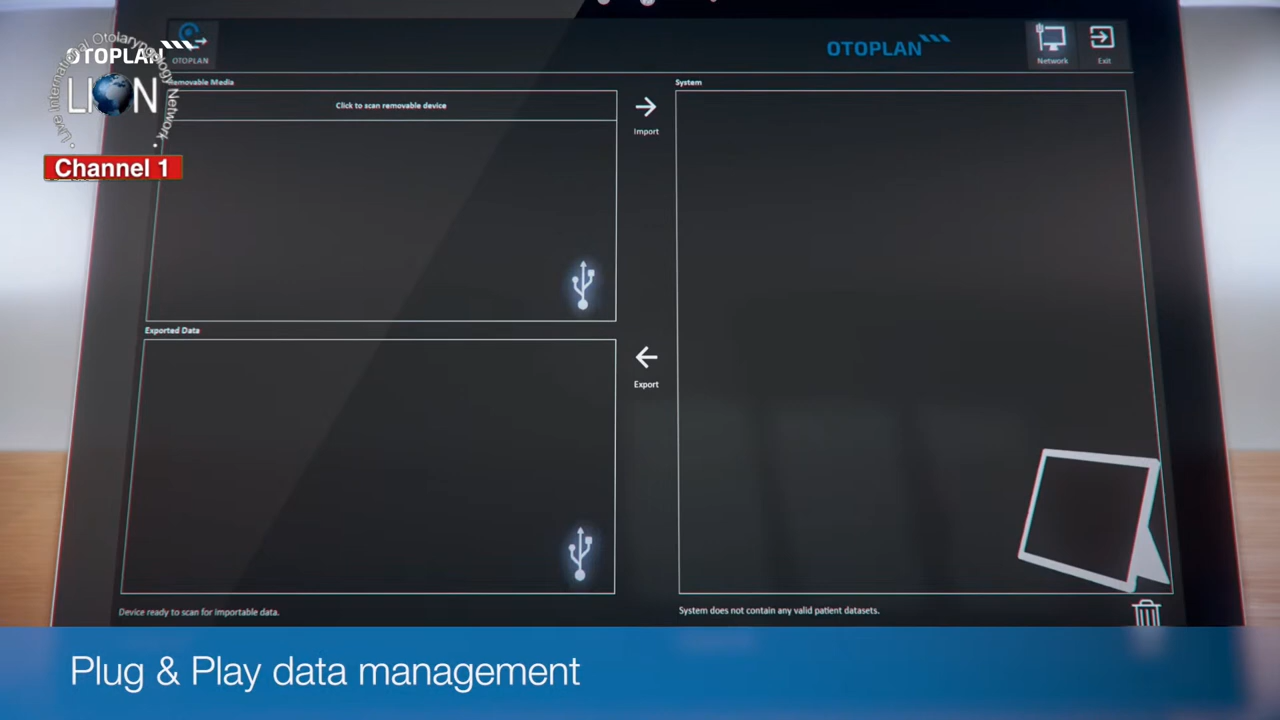 OTOPLAN
LION
Live International Otolaryngology Network
Channel 1
OTOPLAN
OTOPLAN
Network
Exit
Removable Media
System
Click to scan removable device
Import
Exported Data
Export
Device ready to scan for importable data.
System does not contain any valid patient datasets.
Plug & Play data management